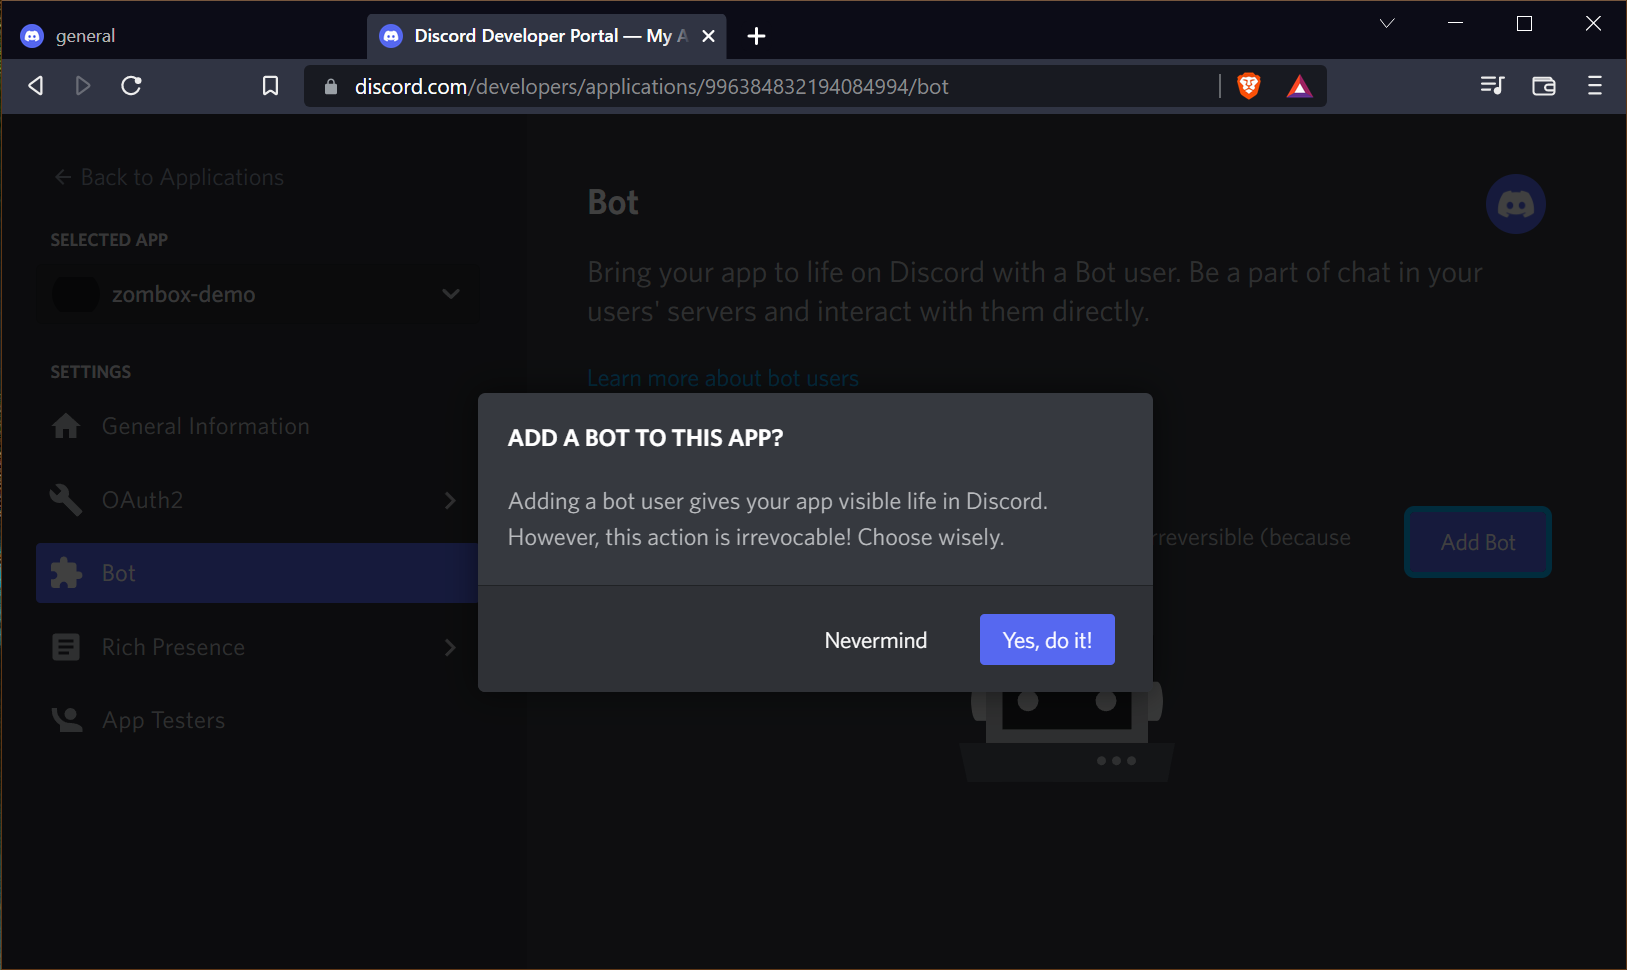 general
Discord Developer Portal — My A
discord.com/developers/applications/996384832194084994/bot
Back to Applications
SELECTED APP
zombox-demo
SETTINGS
General Information
OAuth2
Bot
Rich Presence
App Testers
Bot
Bring your app to life on Discord with a Bot user. Be a part of chat in your
users' servers and interact with them directly.
Learn more about bot users
rreversible (because
Add Bot
ADD A BOT TO THIS APP?
Adding a bot user gives your app visible life in Discord.
However, this action is irrevocable! Choose wisely.
Nevermind
Yes, do it!